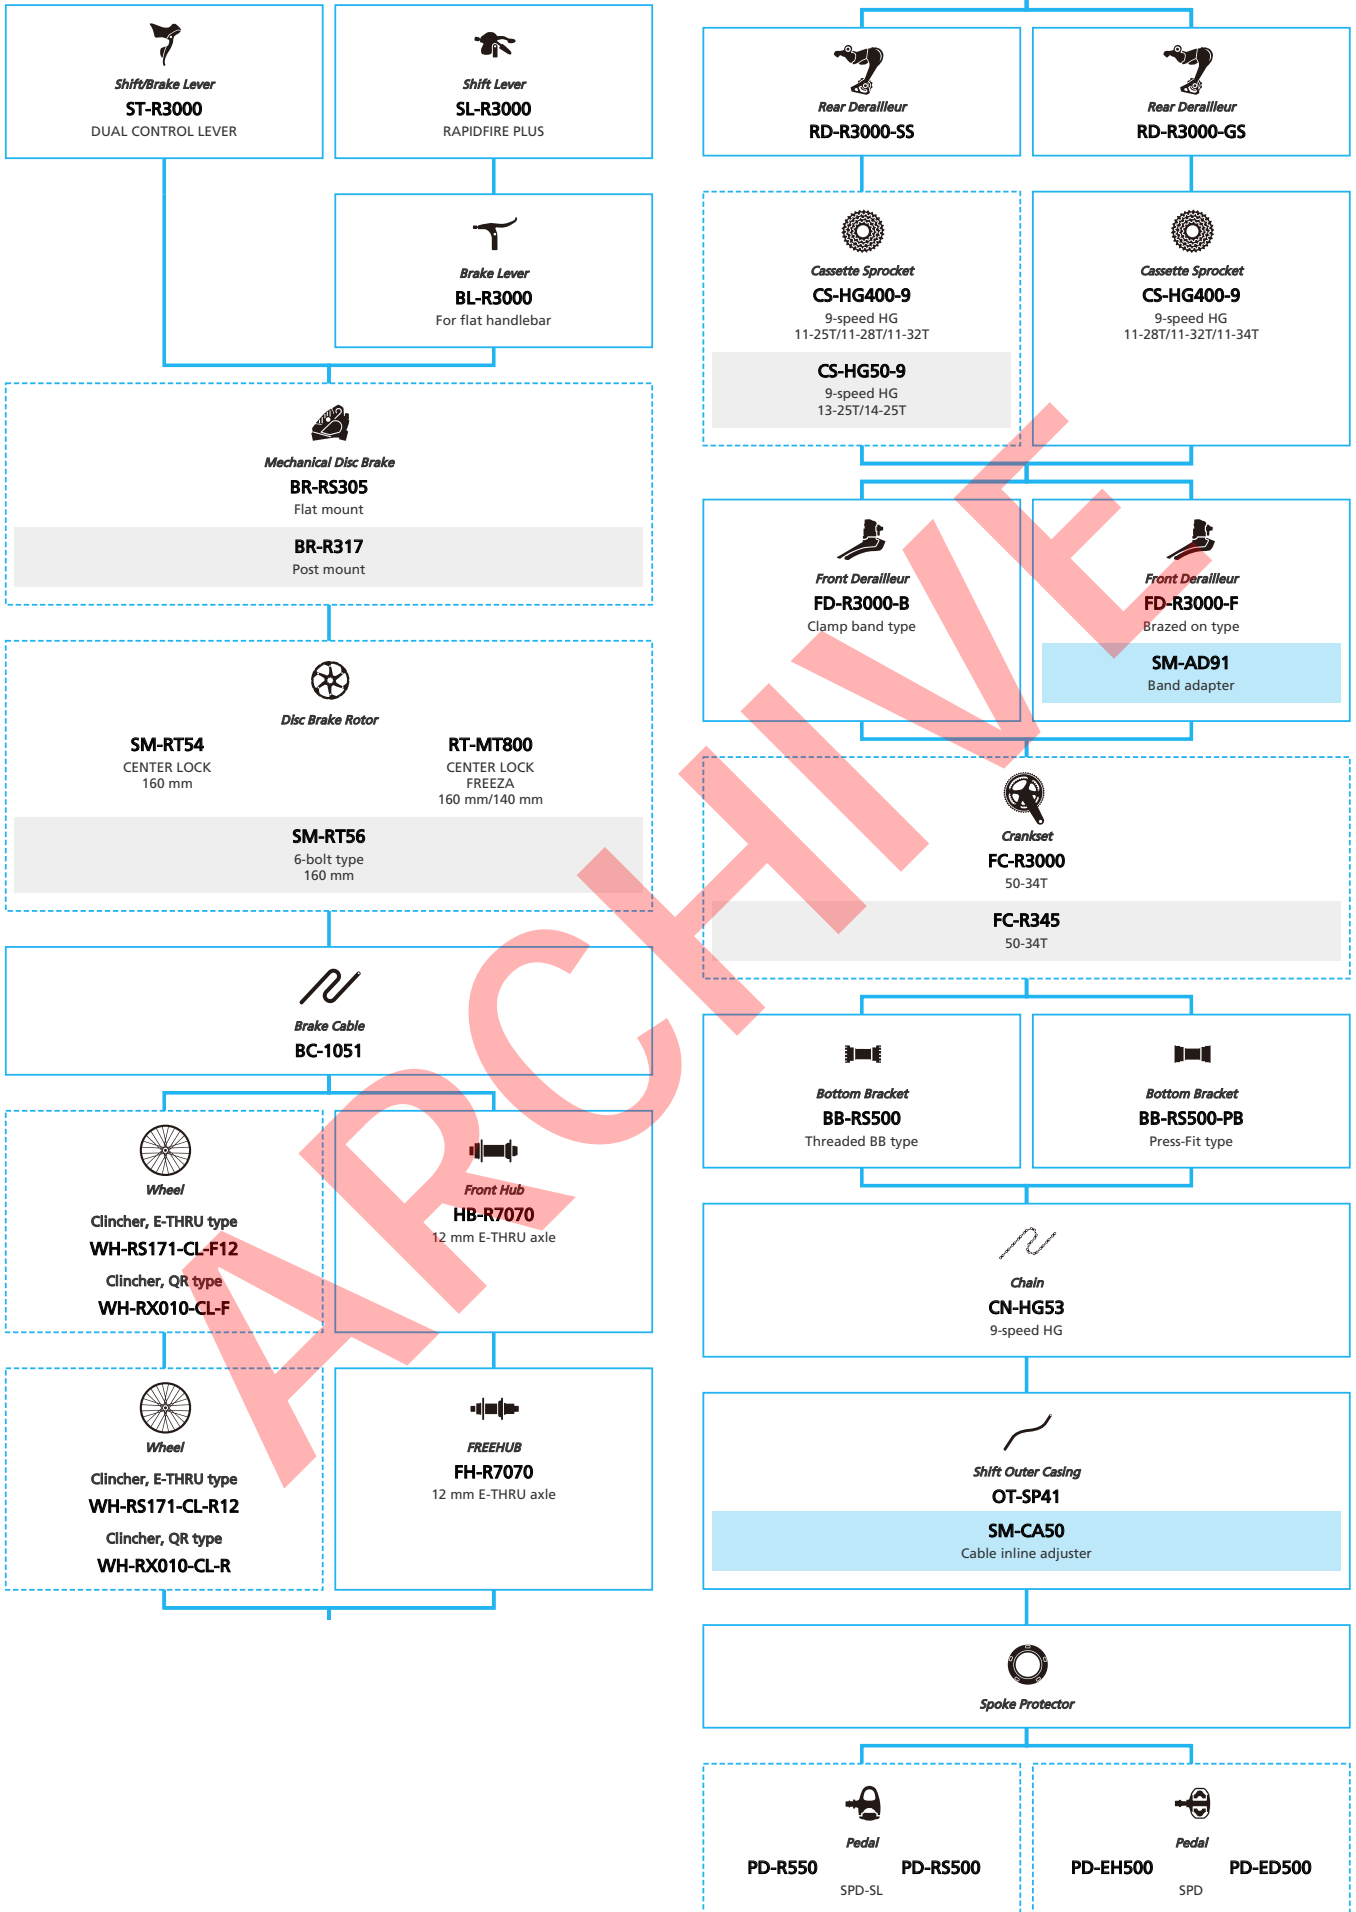 Shift/Brake Lever
ST-R3000
DUAL CONTROL LEVER
Shift Lever
SL-R3000
RAPIDFIRE PLUS
Brake Lever
BL-R3000
For flat handlebar
Mechanical Disc Brake
BR-RS305
Flat mount
BR-R317
Post mount
Disc Brake Rotor
SM-RT54
CENTER LOCK
160 mm
RT-MT800
CENTER LOCK
FREEZA
160 mm/140 mm
SM-RT56
6-bolt type
160 mm
Brake Cable
BC-1051
Wheel
Clincher, E-THRU type
WH-RS171-CL-F12
Clincher, QR type
WH-RX010-CL-F
Front Hub
HB-R7070
12 mm E-THRU axle
Wheel
Clincher, E-THRU type
WH-RS171-CL-R12
Clincher, QR type
WH-RX010-CL-R
FREEHUB
FH-R7070
12 mm E-THRU axle
Rear Derailleur
RD-R3000-SS
Rear Derailleur
RD-R3000-GS
Cassette Sprocket
CS-HG400-9
9-speed HG
11-25T/11-28T/11-32T
CS-HG50-9
9-speed HG
13-25T/14-25T
Cassette Sprocket
CS-HG400-9
9-speed HG
11-28T/11-32T/11-34T
Front Derailleur
FD-R3000-B
Clamp band type
Front Derailleur
FD-R3000-F
Brazed on type
SM-AD91
Band adapter
Crankset
FC-R3000
50-34T
FC-R345
50-34T
Bottom Bracket
BB-RS500
Threaded BB type
Bottom Bracket
BB-RS500-PB
Press-Fit type
Chain
CN-HG53
9-speed HG
Shift Outer Casing
OT-SP41
SM-CA50
Cable inline adjuster
Spoke Protector
Pedal
PD-R550 PD-RS500
SPD-SL
Pedal
PD-EH500 PD-ED500
SPD
ARCHIVE